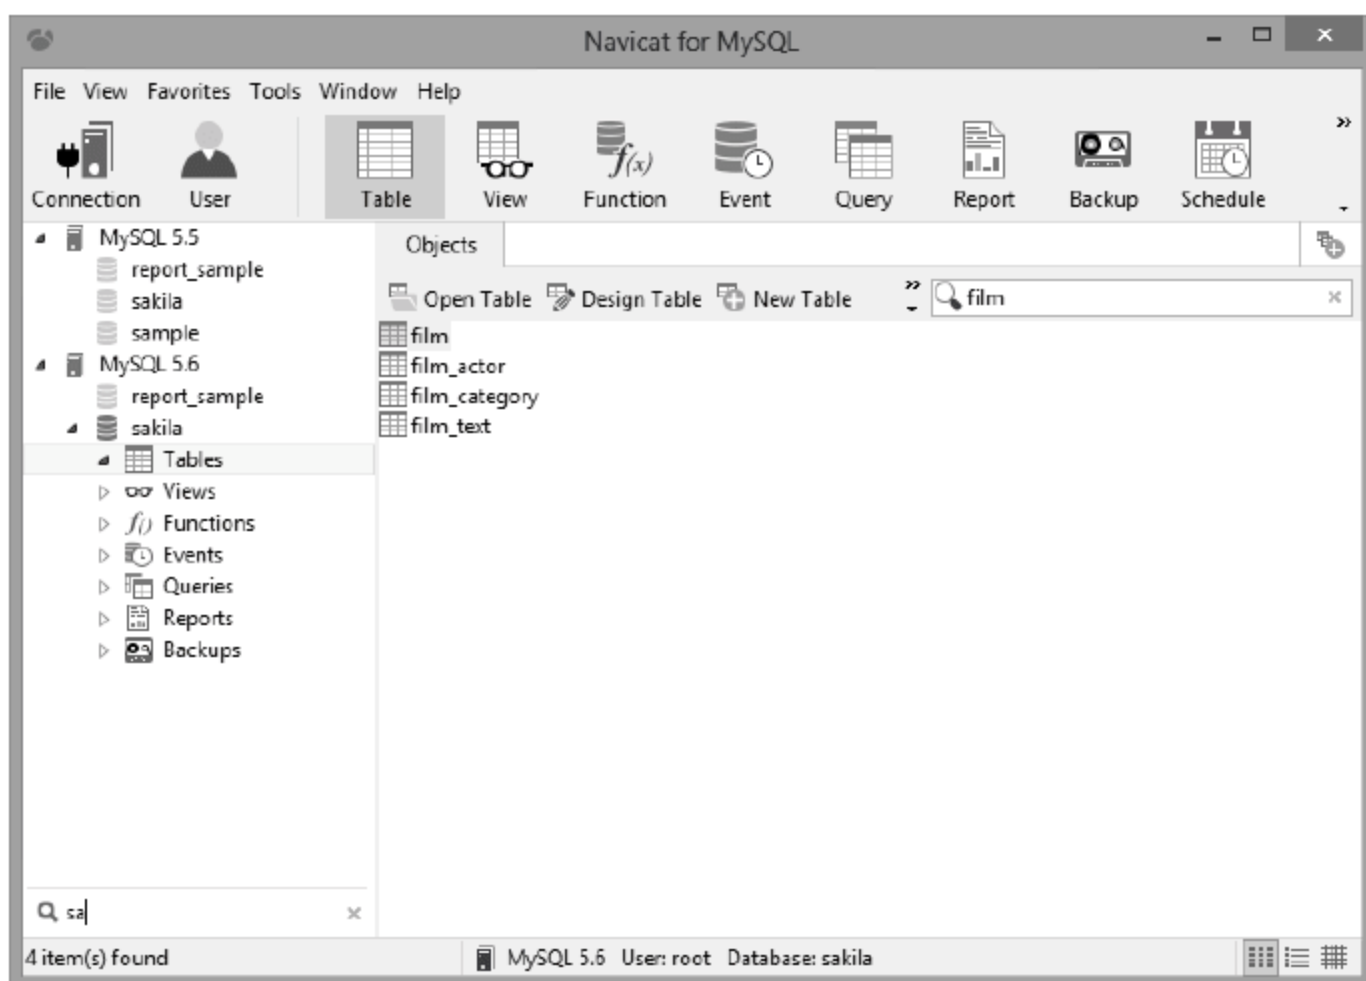 Navicat for MySQL
File View Favorites Tools Window Help
Connection User Table View Function Event Query Report Backup Schedule
MySQL 5.5
report_sample
sakila
sample
MySQL 5.6
report_sample
sakila
Tables
Views
Functions
Events
Queries
Reports
Backups
sa
Objects
Open Table Design Table New Table film
film
film_actor
film_category
film_text
4 item(s) found MySQL 5.6 User: root Database: sakila